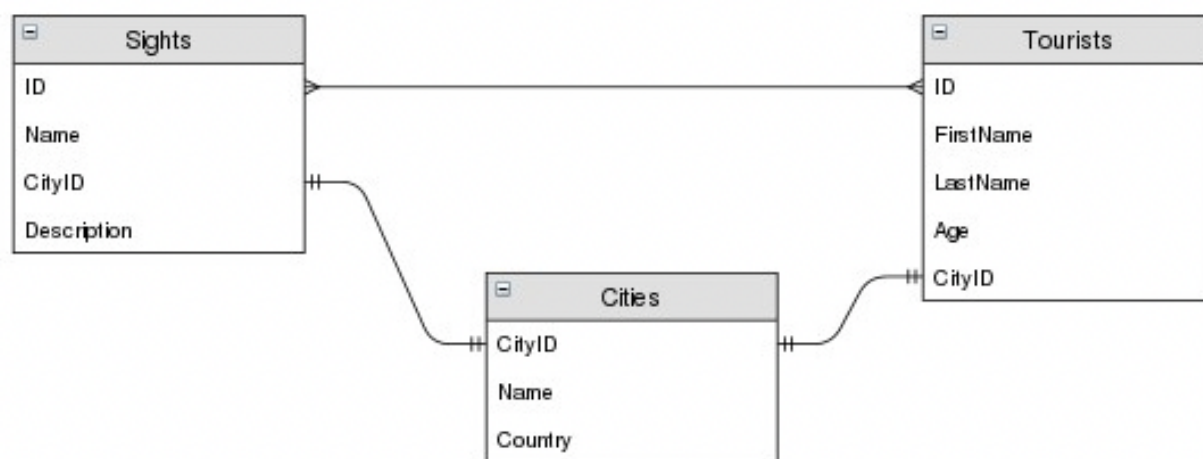 Sights
ID
Name
CityID
Description
Tourists
ID
FirstName
LastName
Age
CityID
Cities
CityID
Name
Country